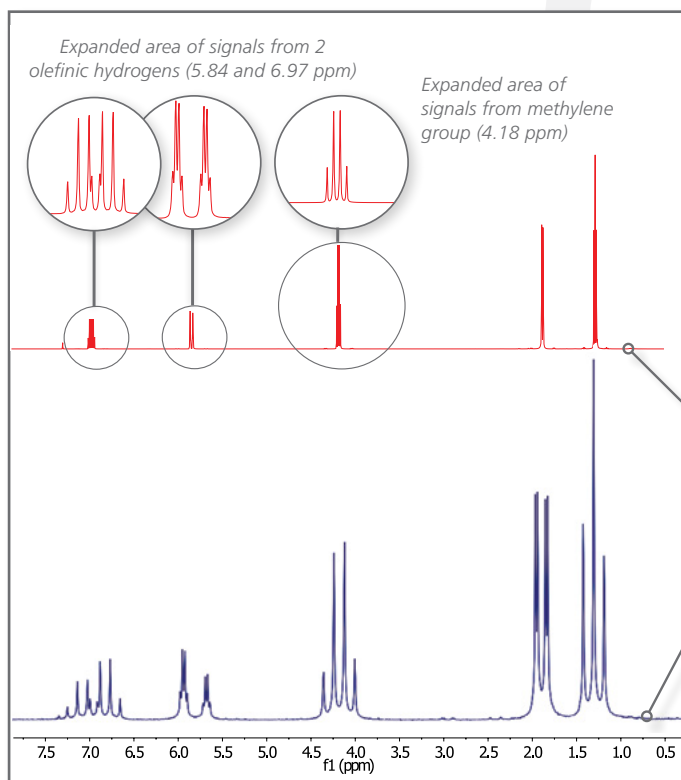 Expanded area of signals from 2
olefinic hydrogens (5.84 and 6.97 ppm)
Expanded area of
signals from methylene
group (4.18 ppm)
7.5 7.0 6.5 6.0 5.5 5.0 4.5 4.0 3.5 3.0 2.5 2.0 1.5 1.0 0.5
f1 (ppm)